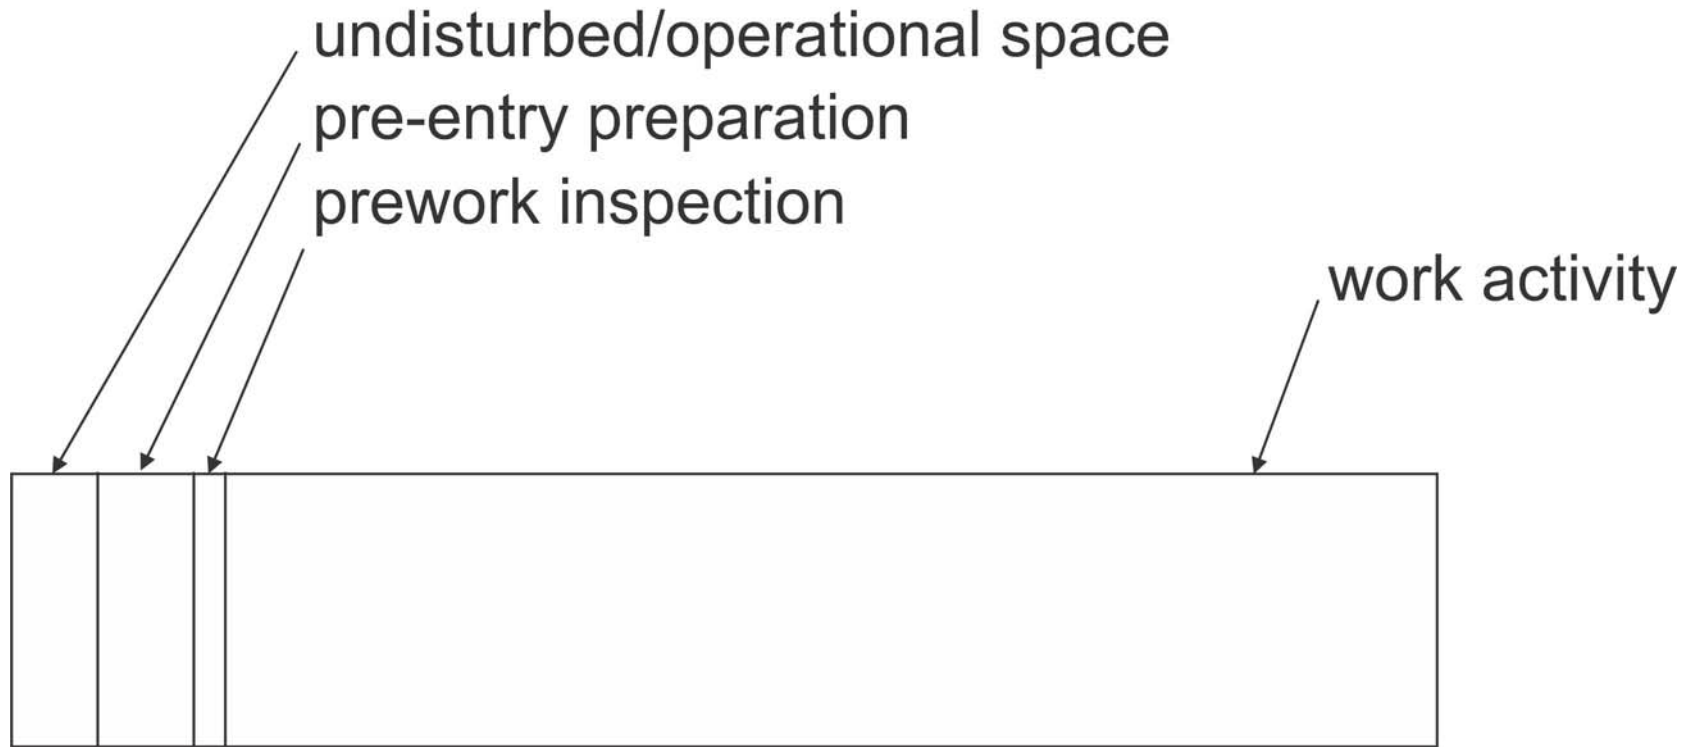 undisturbed/operational space
pre-entry preparation
prework inspection
work activity